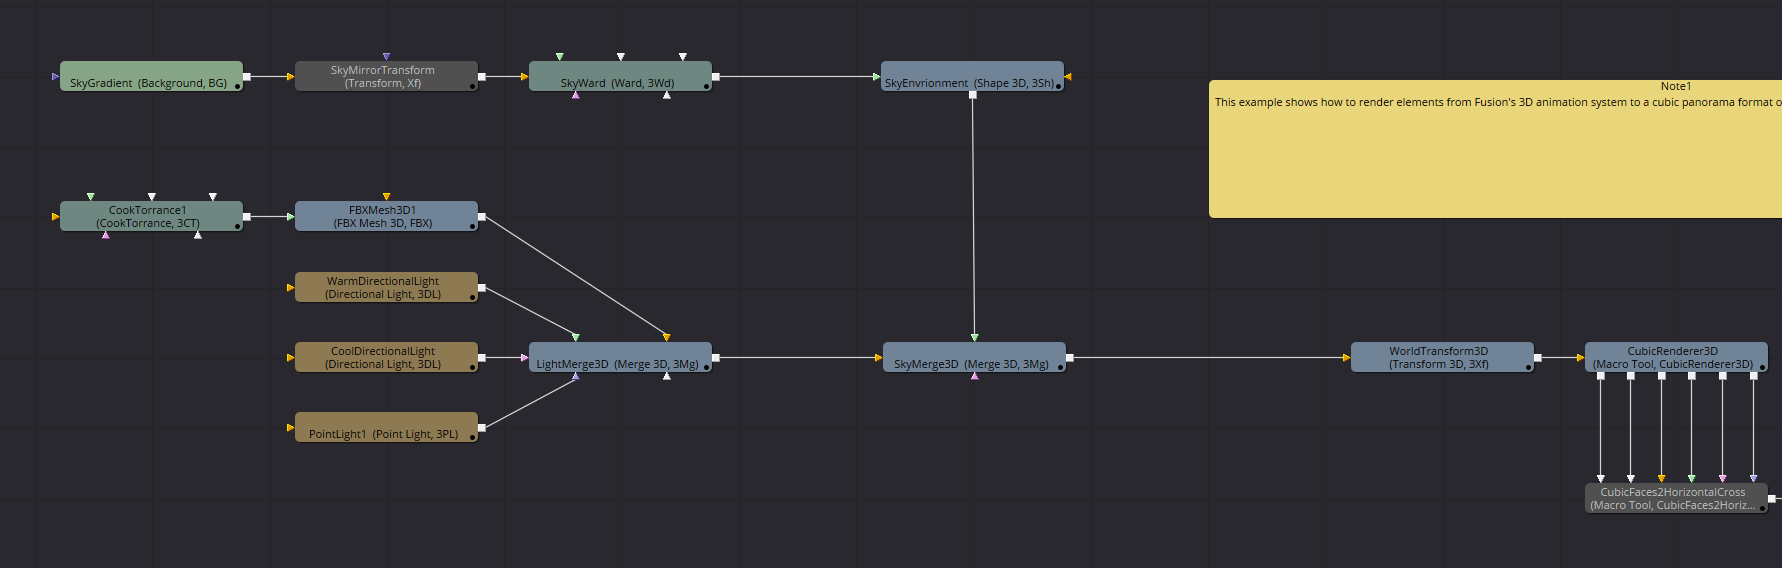 SkyGradient (Background, BG)
SkyMirrorTransform
(Transform, Xf)
SkyWard (Ward, 3Wd)
SkyEnvrionment (Shape 3D, 3Sh)
Note1
This example shows how to render elements from Fusion's 3D animation system to a cubic panorama format o
CookTorrance1
(CookTorrance, 3CT)
FBXMesh3D1
(FBX Mesh 3D, FBX)
WarmDirectionalLight
(Directional Light, 3DL)
CoolDirectionalLight
(Directional Light, 3DL)
LightMerge3D (Merge 3D, 3Mg)
SkyMerge3D (Merge 3D, 3Mg)
WorldTransform3D
(Transform 3D, 3Xf)
CubicRenderer3D
(Macro Tool, CubicRenderer3D)
PointLight1 (Point Light, 3PL)
CubicFaces2HorizontalCross
(Macro Tool, CubicFaces2Horiz...